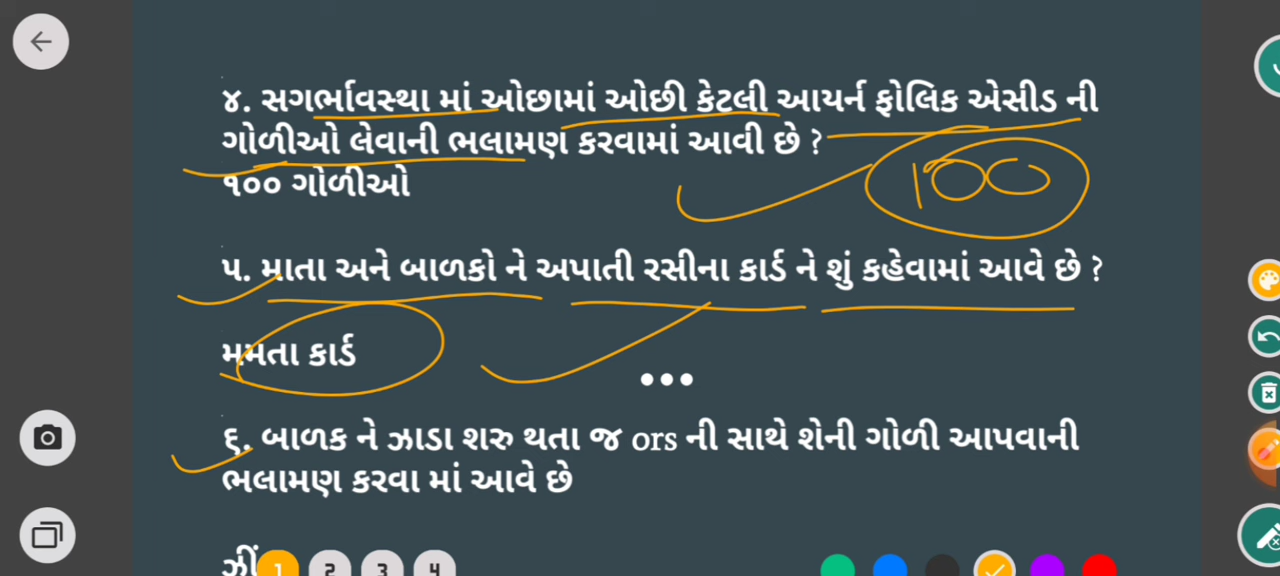 ૪. સગર્ભાવસ્થા માં ઓછામાં ઓછી કેટલી આયર્ન ફોલિક એસીડ ની
ગોળીઓ લેવાની ભલામણ કરવામાં આવી છે ?
૧૦૦ ગોળીઓ
100
૫. માતા અને બાળકો ને અપાતી રસીના કાર્ડ ને શું કહેવામાં આવે છે ?
મમતા કાર્ડ
૬. બાળક ને ઝાડા શરુ થતા જ ors ની સાથે શેની ગોળી આપવાની
ભલામણ કરવા માં આવે છે
1 2 3 4